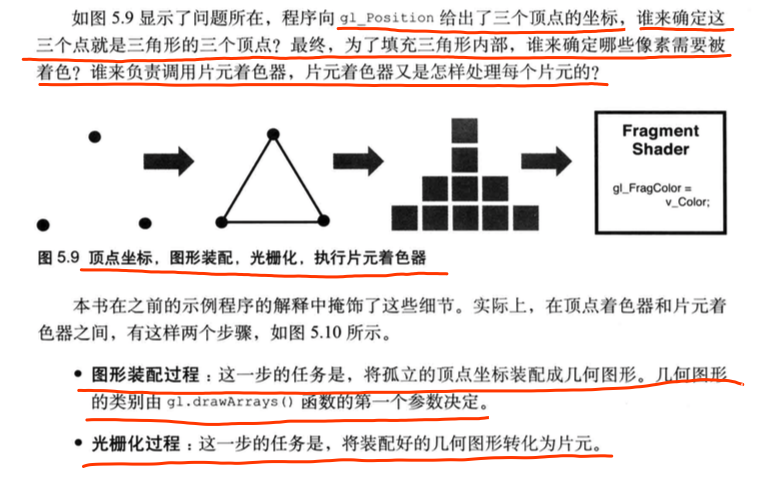 如图 5.9 显示了问题所在，程序向 gl_Position 给出了三个顶点的坐标，谁来确定这
三个点就是三角形的三个顶点？最终，为了填充三角形内部，谁来确定哪些像素需要被
着色？谁来负责调用片元着色器，片元着色器又是怎样处理每个片元的？
Fragment
Shader
gl_FragColor =
v_Color;
图 5.9 顶点坐标，图形装配，光栅化，执行片元着色器
本书在之前的示例程序的解释中掩饰了这些细节。实际上，在顶点着色器和片元着
色器之间，有这样两个步骤，如图 5.10 所示。
• 图形装配过程：这一步的任务是，将孤立的顶点坐标装配成几何图形。几何图形
的类别由 gl.drawArrays() 函数的第一个参数决定。
• 光栅化过程：这一步的任务是，将装配好的几何图形转化为片元。